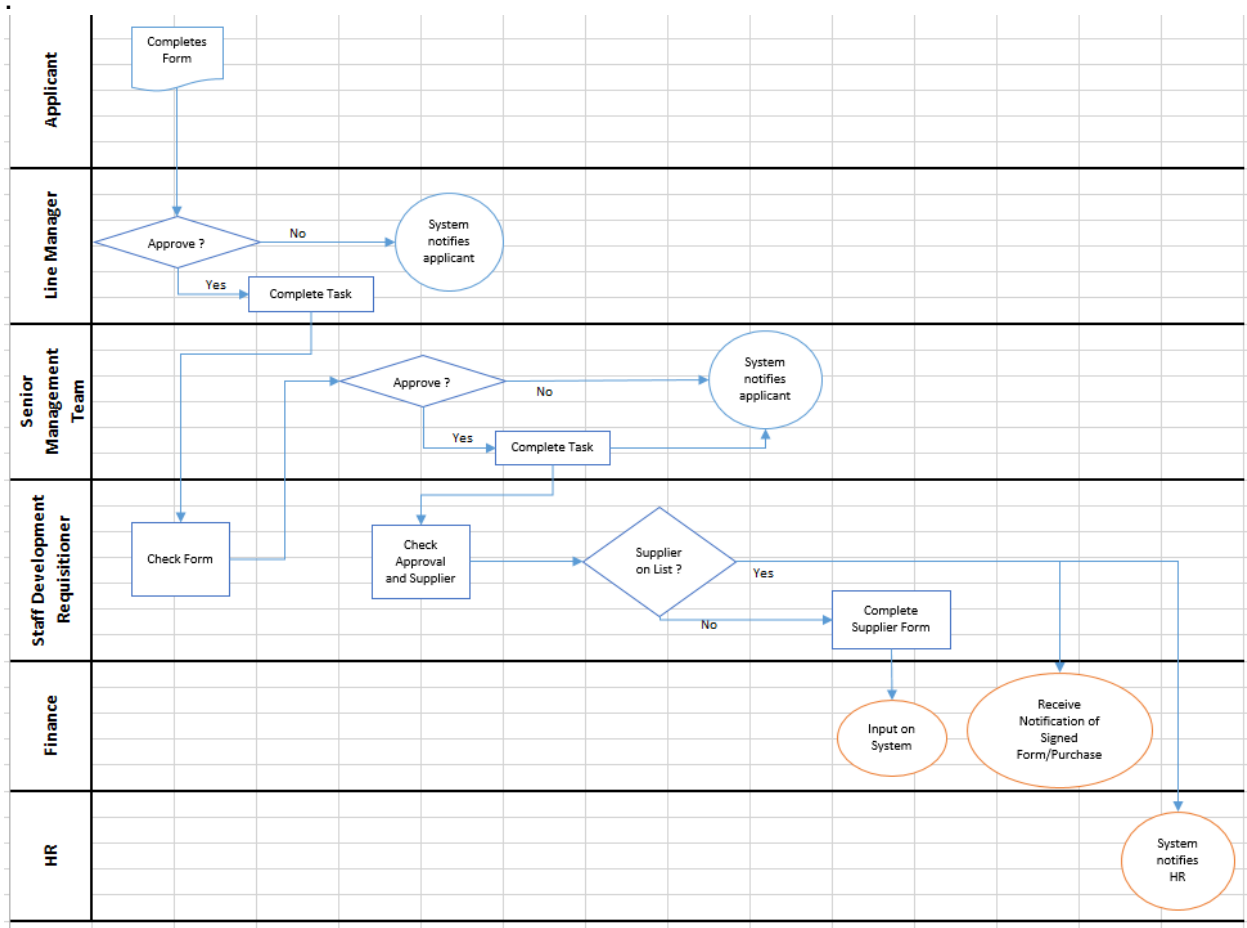 Applicant
Completes
Form
Line Manager
Approve ?
No
System
notifies
applicant
Yes
Complete Task
Senior
Management
Team
Approve ?
No
System
notifies
applicant
Yes
Complete Task
Staff Development
Requisitioner
Check Form
Check
Approval
and Supplier
Supplier
on List ?
Yes
No
Complete
Supplier Form
Finance
Input on
System
Receive
Notification of
Signed
Form/Purchase
HR
System
notifies
HR